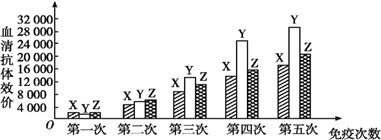 血清抗体效价
32 000
28 000
24 000
20 000
16 000
12 000
8 000
4 000
O
X Y Z
X Y Z
X Y Z
X Y Z
X Y Z
第一次 第二次 第三次 第四次 第五次 免疫次数